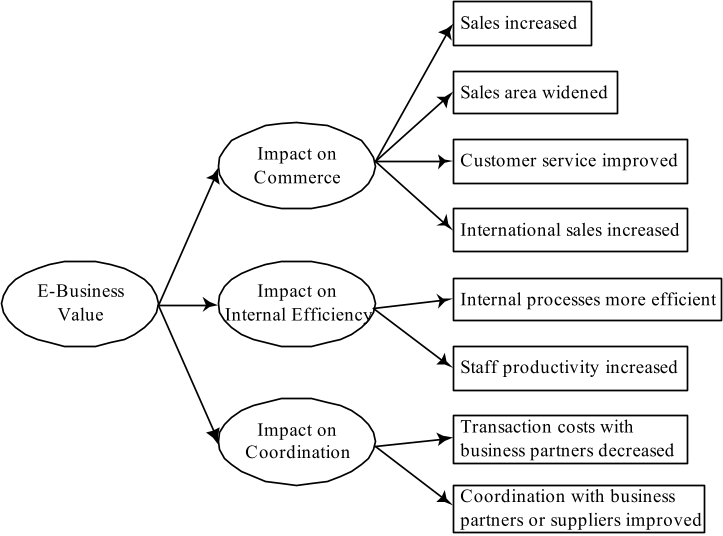 Sales increased
Sales area widened
Impact on
Commerce
Customer service improved
International sales increased
E-Business
Value
Impact on
Internal Efficiency
Internal processes more efficient
Staff productivity increased
Impact on
Coordination
Transaction costs with
business partners decreased
Coordination with business
partners or suppliers improved